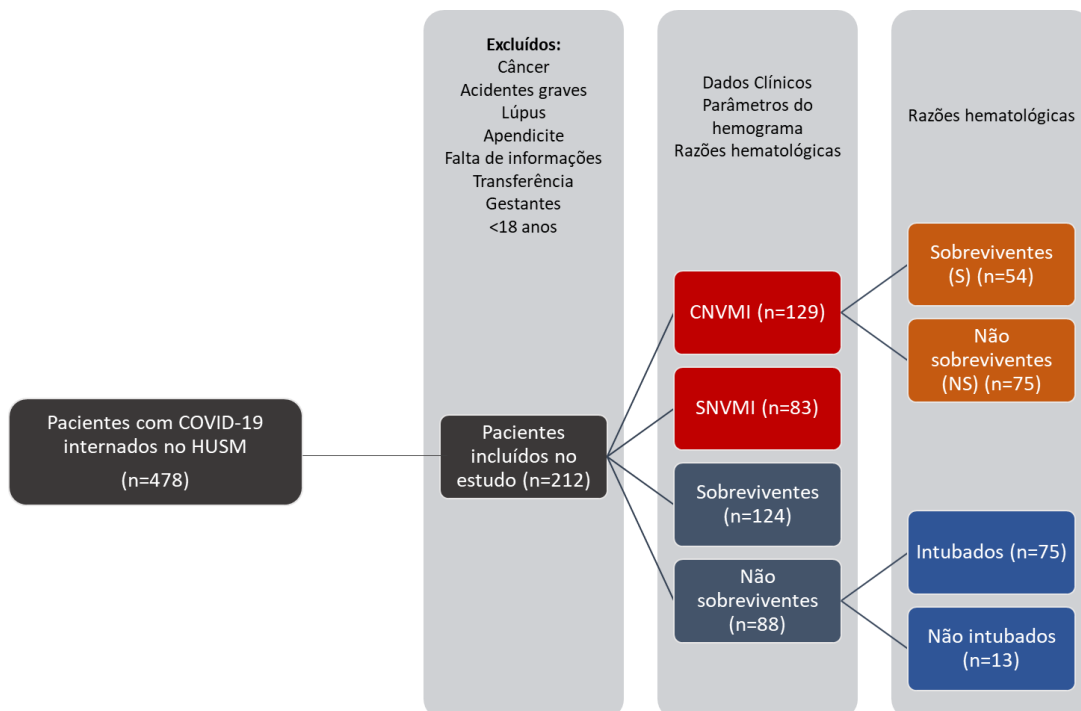 Excluídos:
Câncer
Acidentes graves
Lúpus
Apendicite
Falta de informações
Transferência
Gestantes
<18 anos
Dados Clínicos
Parâmetros do
hemograma
Razões hematológicas
Razões hematológicas
Pacientes com COVID-19
internados no HUSM
(n=478)
Pacientes
incluídos no
estudo (n=212)
CNVMI (n=129)
SNVMI (n=83)
Sobreviventes
(n=124)
Não
sobreviventes
(n=88)
Sobreviventes
(S) (n=54)
Não
sobreviventes
(NS) (n=75)
Intubados (n=75)
Não intubados
(n=13)